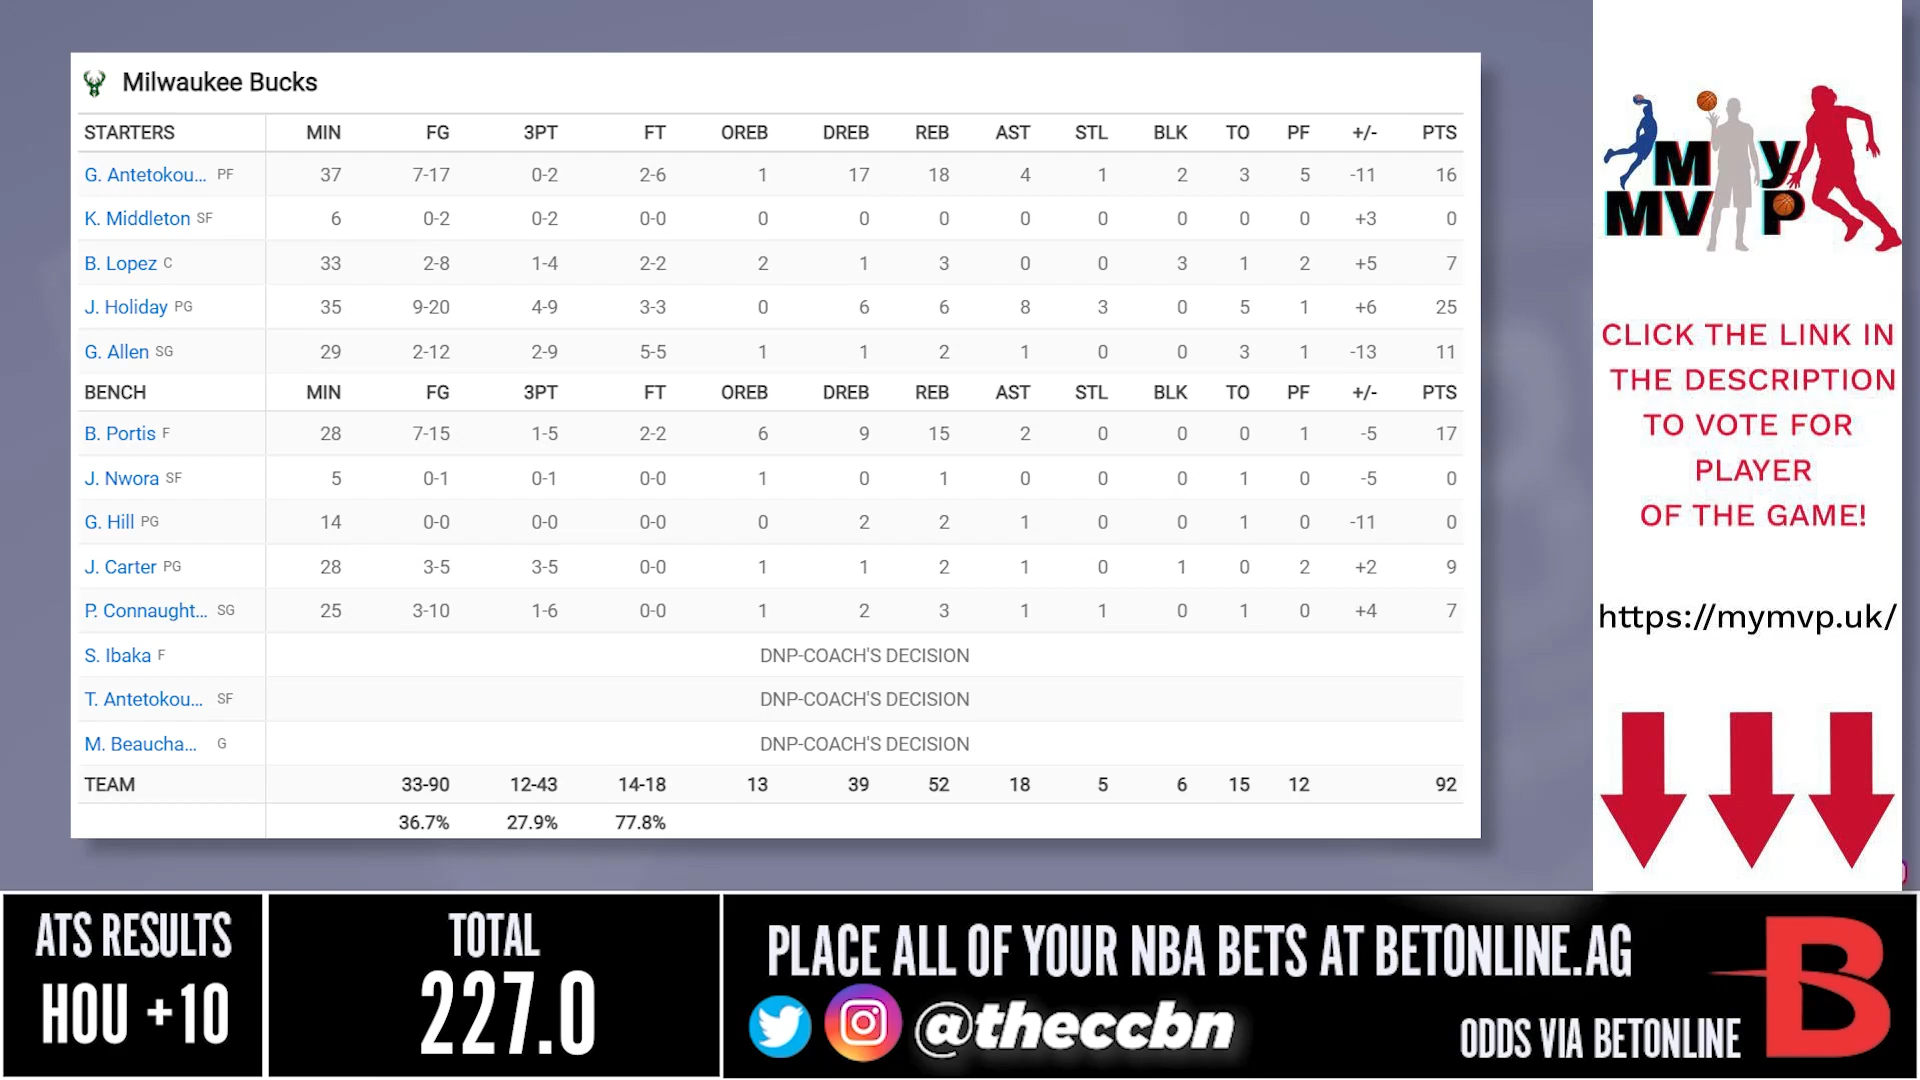 Milwaukee Bucks
STARTERS MIN FG 3PT FT OREB DREB REB AST STL BLK TO PF +/- PTS
G. Antetokou... PF 37 7-17 0-2 2-6 1 17 18 4 1 2 3 5 -11 16
K. Middleton SF 6 0-2 0-2 0-0 0 0 0 0 0 0 0 0 +3 0
B. Lopez C 33 2-8 1-4 2-2 2 1 3 0 0 3 1 2 +5 7
J. Holiday PG 35 9-20 4-9 3-3 0 6 6 8 3 0 5 1 +6 25
G. Allen SG 29 2-12 2-9 5-5 1 1 2 1 0 0 3 1 -13 11
BENCH MIN FG 3PT FT OREB DREB REB AST STL BLK TO PF +/- PTS
B. Portis F 28 7-15 1-5 2-2 6 9 15 2 0 0 0 1 -5 17
J. Nwora SF 5 0-1 0-1 0-0 1 0 1 0 0 0 1 0 -5 0
G. Hill PG 14 0-0 0-0 0-0 0 2 2 1 0 0 1 0 -11 0
J. Carter PG 28 3-5 3-5 0-0 1 1 2 1 0 1 0 2 +2 9
P. Connaught... SG 25 3-10 1-6 0-0 1 2 3 1 1 0 1 0 +4 7
S. Ibaka F DNP-COACH'S DECISION
T. Antetokou... SF DNP-COACH'S DECISION
M. Beaucha... G DNP-COACH'S DECISION
TEAM 33-90 12-43 14-18 13 39 52 18 5 6 15 12 92
36.7% 27.9% 77.8%
My
MVP
CLICK THE LINK IN
THE DESCRIPTION
TO VOTE FOR
PLAYER
OF THE GAME!
https://mymvp.uk/
ATS RESULTS
HOU +10
TOTAL
227.0
PLACE ALL OF YOUR NBA BETS AT BETONLINE.AG
@theccbn
ODDS VIA BETONLINE
B